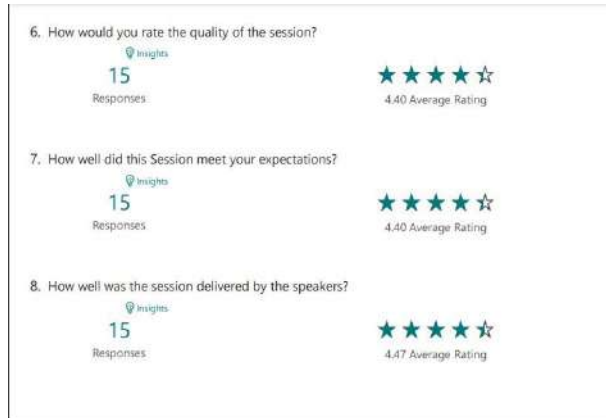 6. How would you rate the quality of the session?
Insights
15
Responses
4.40 Average Rating
7. How well did this Session meet your expectations?
Insights
15
Responses
4.40 Average Rating
8. How well was the session delivered by the speakers?
Insights
15
Responses
4.47 Average Rating